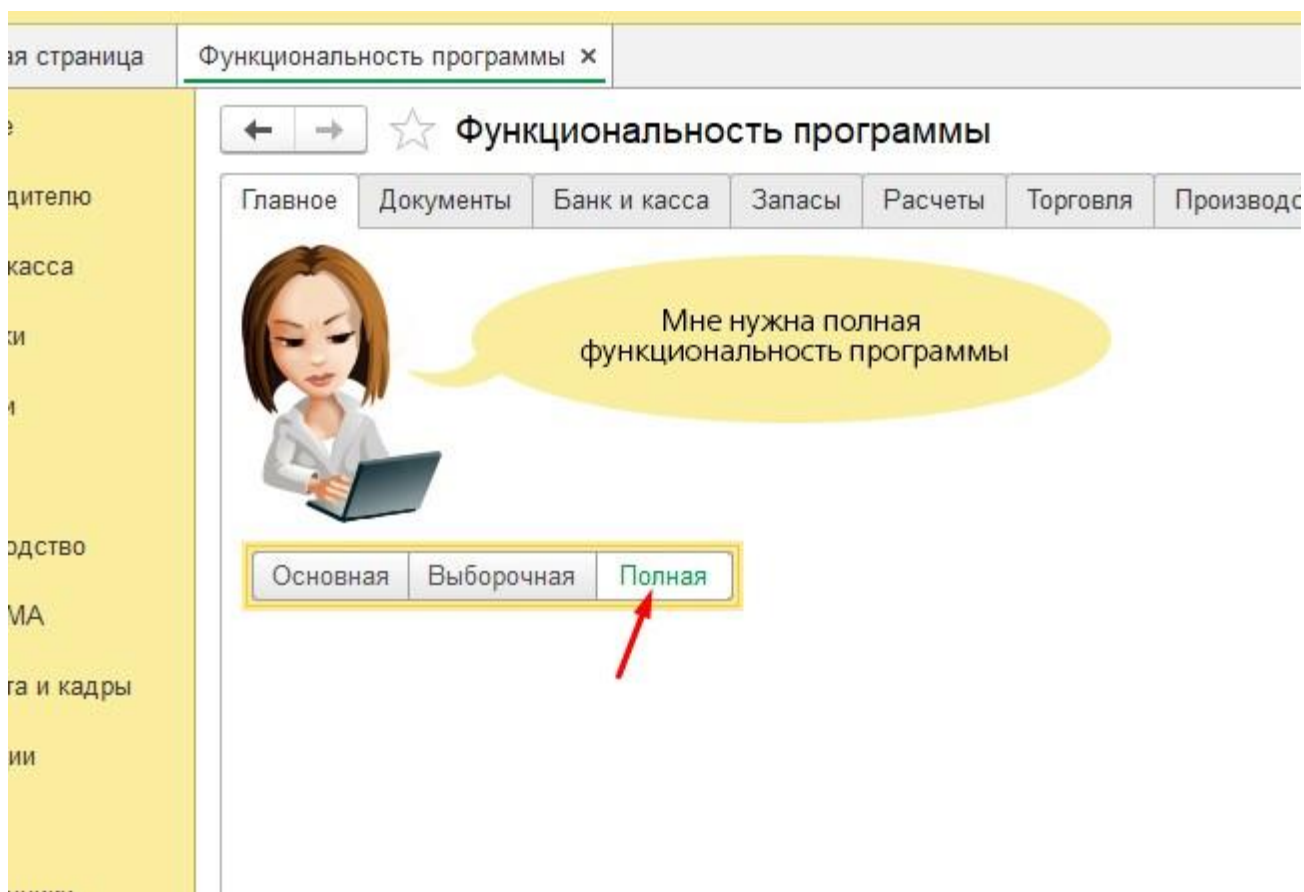 ая страница
Функциональность программы ×
Функциональность программы
Главное
Документы
Банк и касса
Запасы
Расчеты
Торговля
Производс
дителю
касса
ки
и
одство
МА
та и кадры
ии
Мне нужна полная
функциональность программы
Основная
Выборочная
Полная